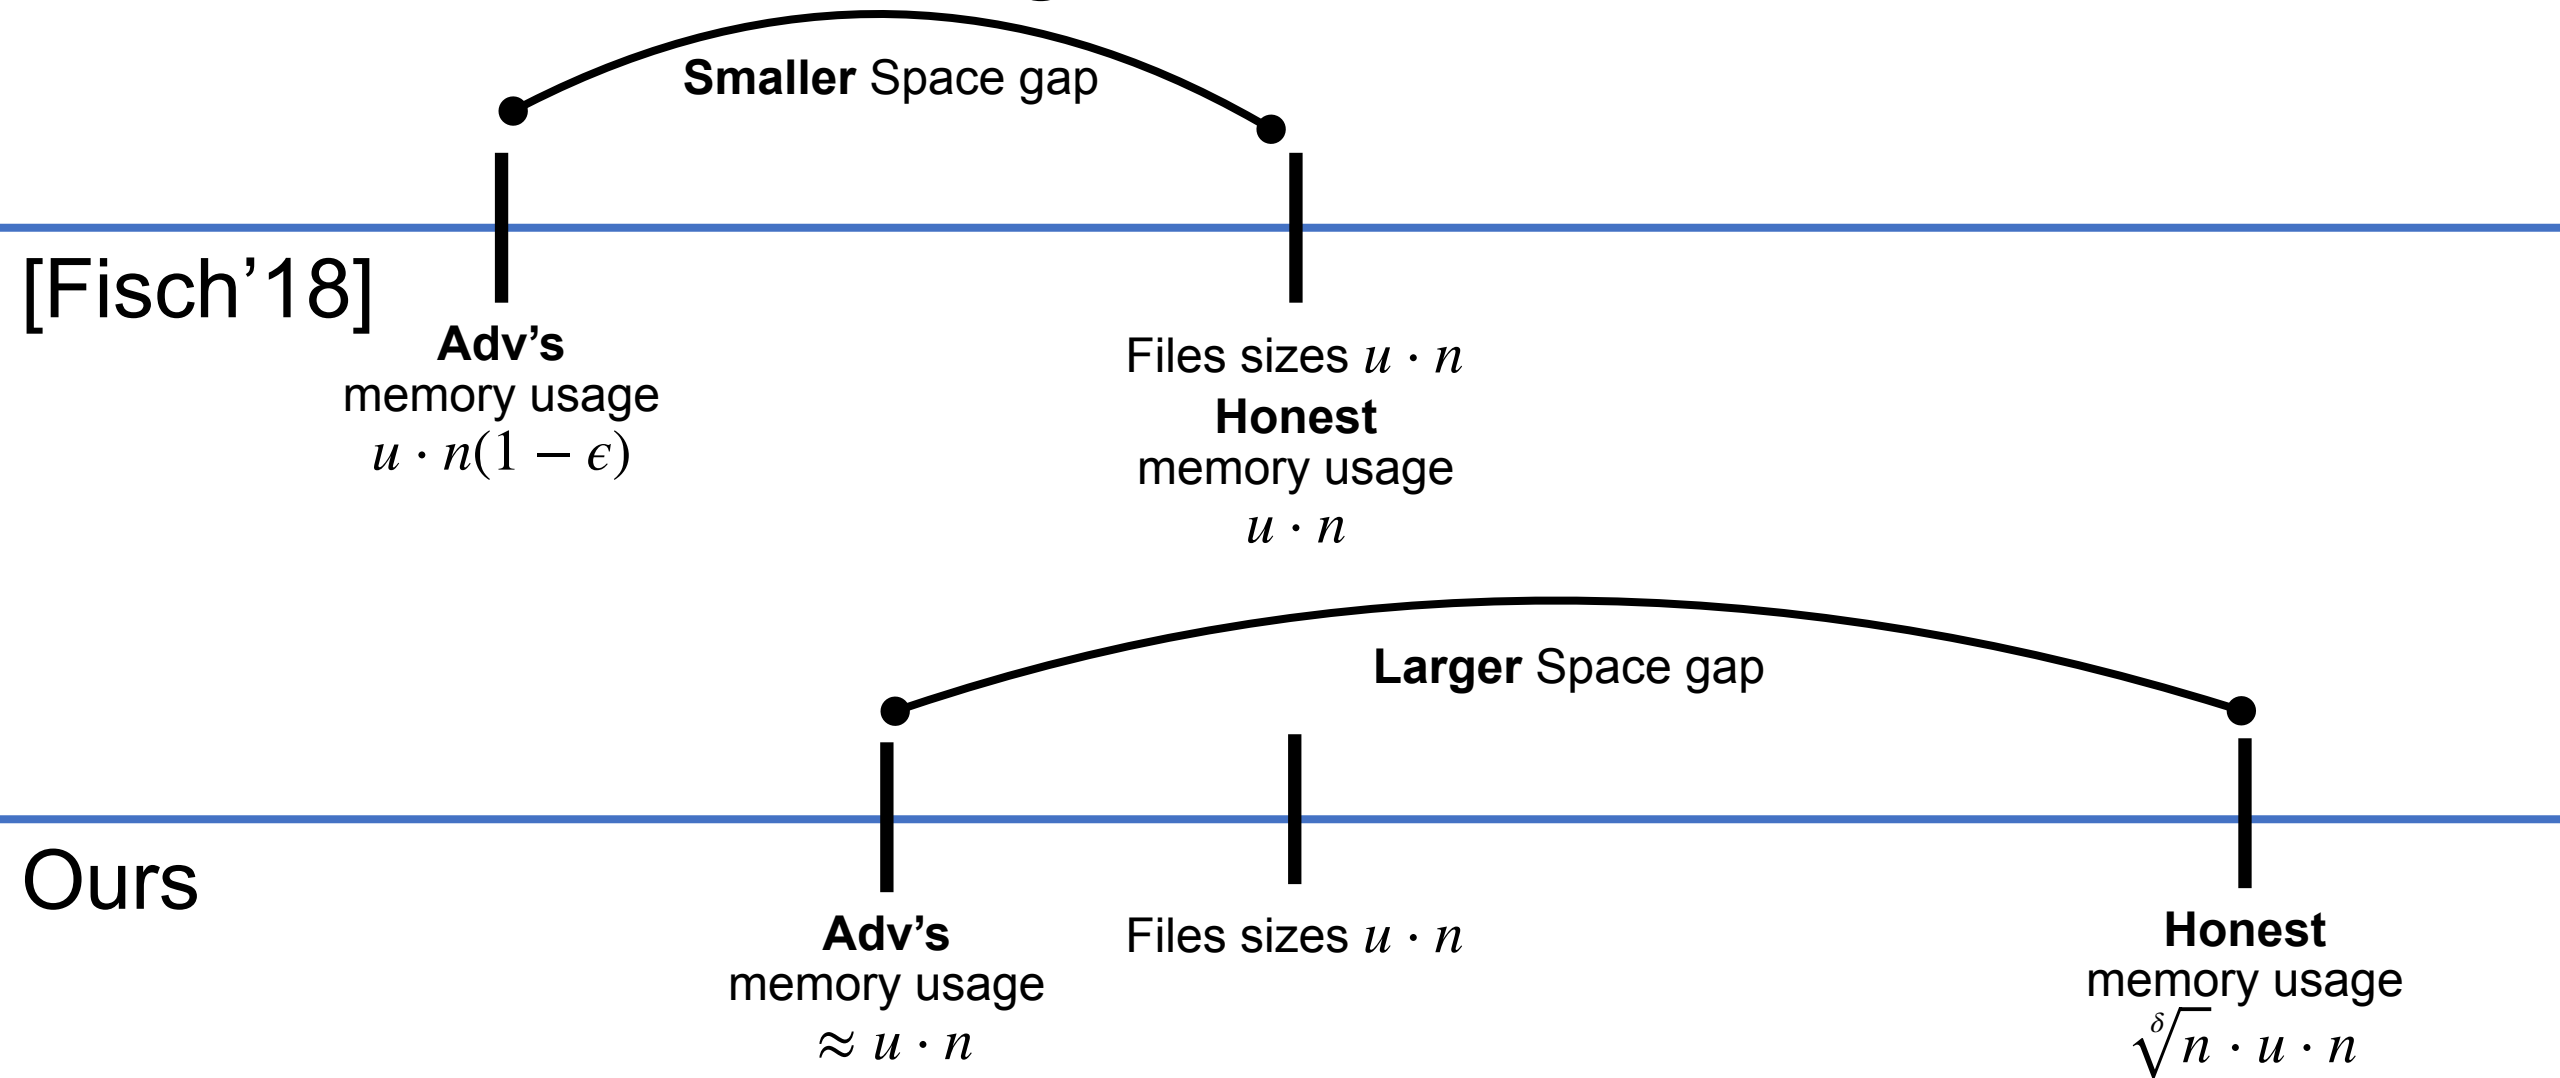 Smaller Space gap
[Fisch’18]
Adv’s
memory usage
u · n(1 − ϵ)
Files sizes u · n
Honest
memory usage
u · n
Larger Space gap
Ours
Adv’s
memory usage
≈ u · n
Files sizes u · n
Honest
memory usage
\sqrt[δ]{n} · u · n